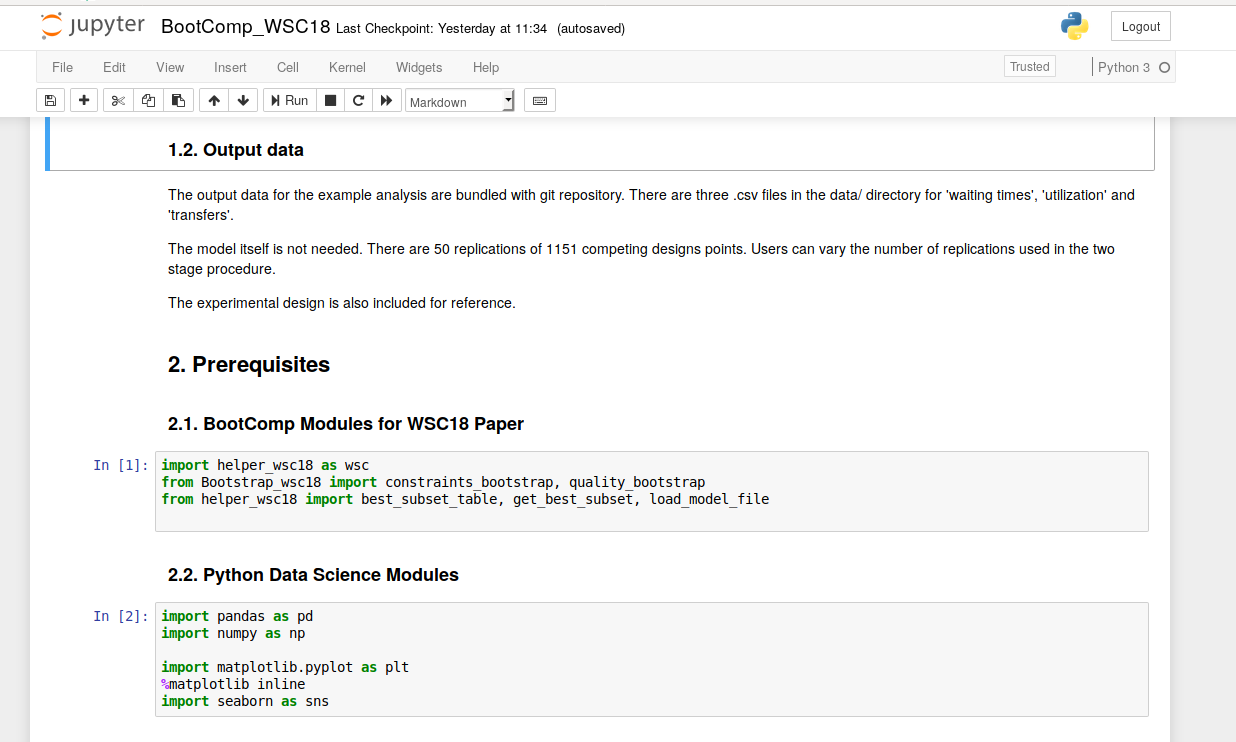 jupyter BootComp_WSC18 Last Checkpoint: Yesterday at 11:34 (autosaved)
Logout
File Edit View Insert Cell Kernel Widgets Help
Trusted
Python 3
Run
Markdown
1.2. Output data
The output data for the example analysis are bundled with git repository. There are three .csv files in the data/ directory for 'waiting times', 'utilization' and
'transfers'.
The model itself is not needed. There are 50 replications of 1151 competing designs points. Users can vary the number of replications used in the two
stage procedure.
The experimental design is also included for reference.
2. Prerequisites
2.1. BootComp Modules for WSC18 Paper
In [1]: import helper_wsc18 as wsc
from Bootstrap_wsc18 import constraints_bootstrap, quality_bootstrap
from helper_wsc18 import best_subset_table, get_best_subset, load_model_file
2.2. Python Data Science Modules
In [2]: import pandas as pd
import numpy as np
import matplotlib.pyplot as plt
%matplotlib inline
import seaborn as sns